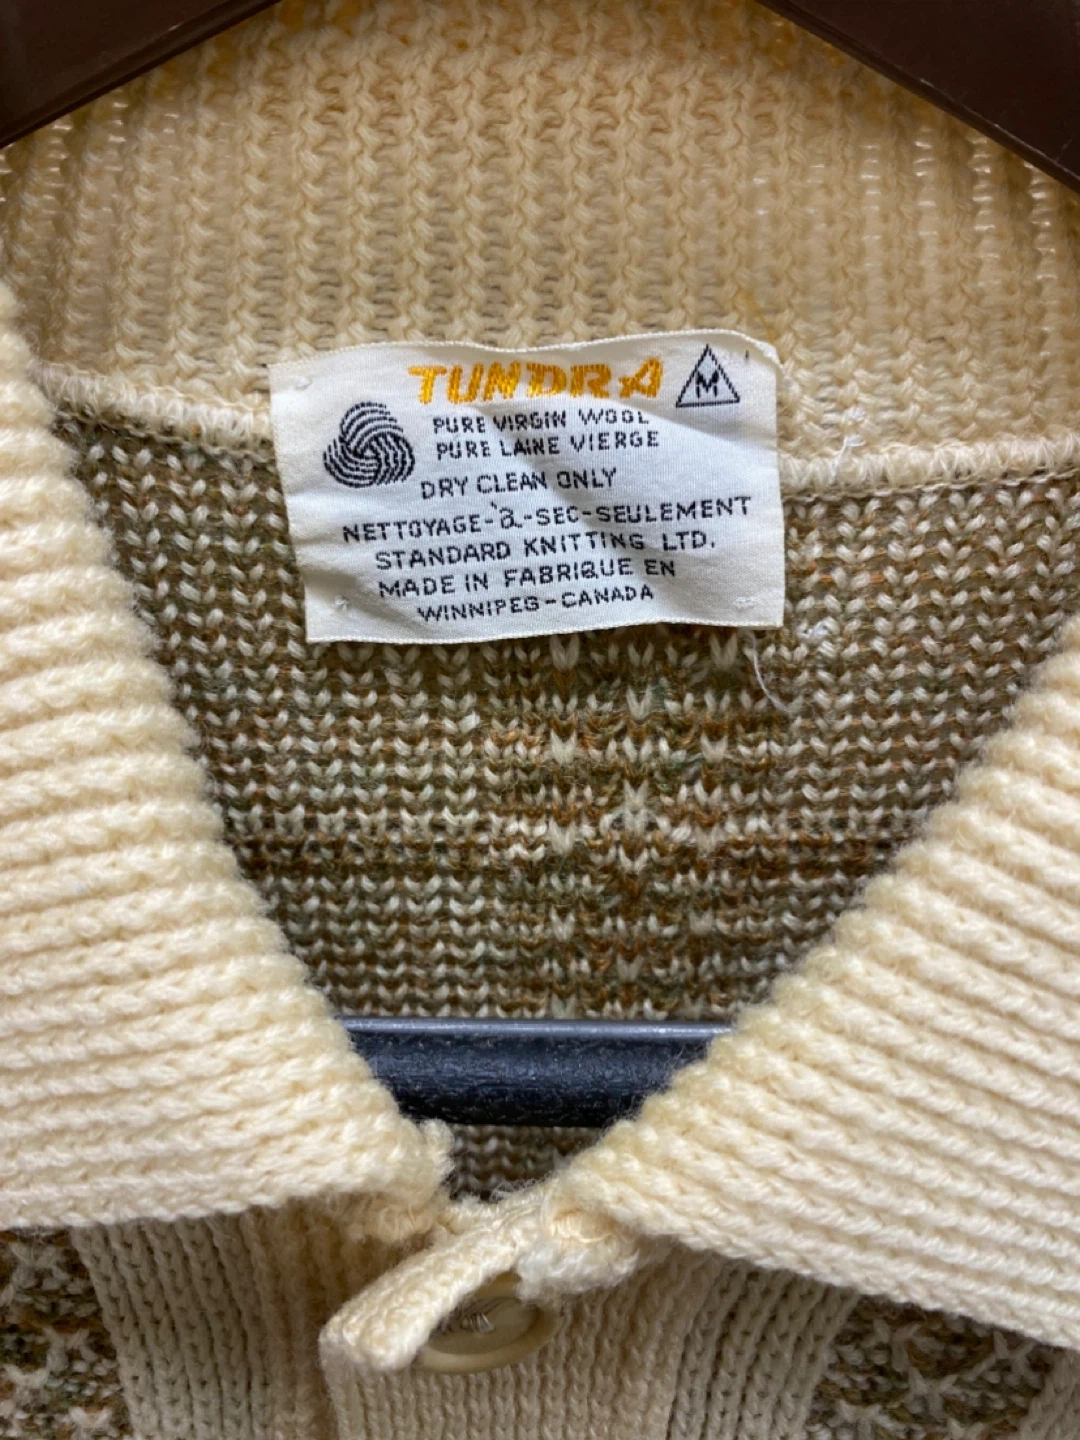 TUNDRA M
PURE VIRGIN WOOL
PURE LAINE VIERGE
DRY CLEAN ONLY
NETTOYAGE-à-SEC-SEULEMENT
STANDARD KNITTING LTD.
MADE IN FABRIQUE EN
WINNIPEG-CANADA